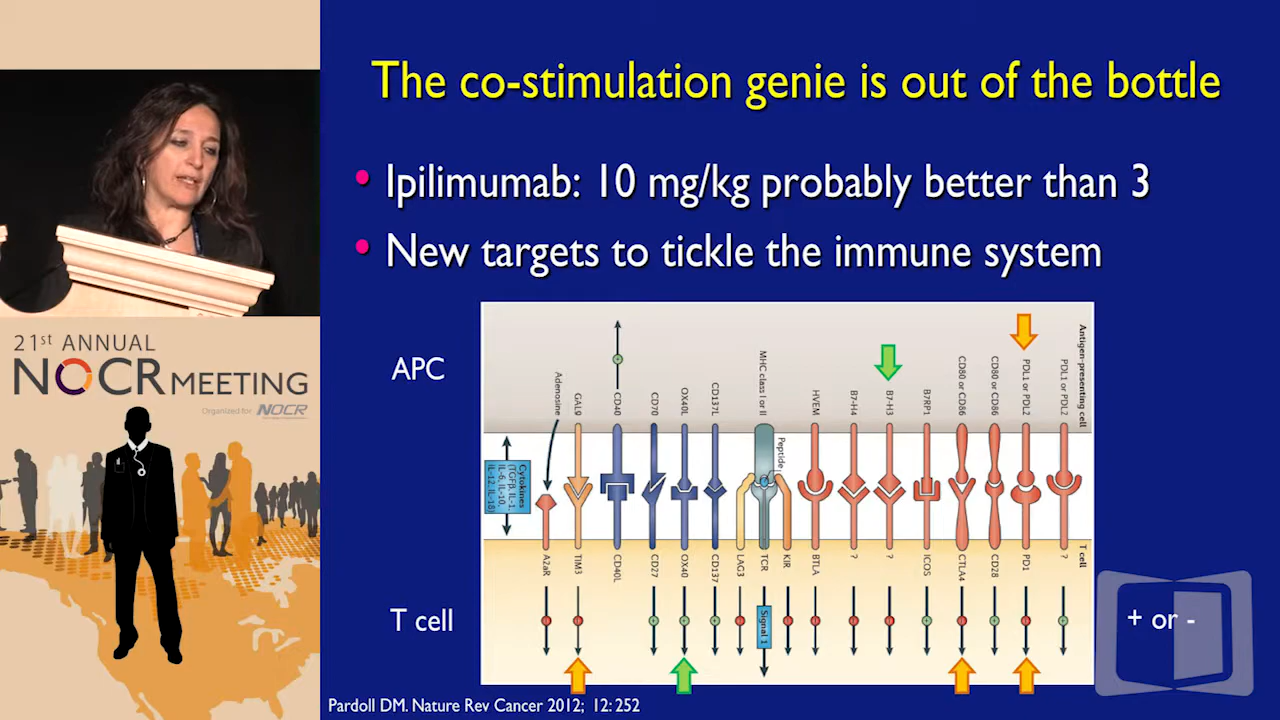 The co-stimulation genie is out of the bottle
• Ipilimumab: 10 mg/kg probably better than 3
• New targets to tickle the immune system
21st ANNUAL
NOCR MEETING
Organized for NOCR
APC
T cell
+ or -
Antigen-presenting cell
T cell
Adenosine
GAL9
CD40
CD70
OX40L
CD137L
MHC class I or II
Peptide
HVEM
B7-H4
B7-H3
B7RP1
CD80 or CD86
CD80 or CD86
PDL1 or PDL2
PDL1 or PDL2
Cytokines
(TGFβ, IL-1,
IL-6, IL-10,
IL-12, IL-18)
A2aR
TIM3
CD40L
CD27
OX40
CD137
LAG3
TCR
KIR
BTLA
?
?
ICOS
CTLA4
CD28
PD1
?
Signal 1
Pardoll DM. Nature Rev Cancer 2012; 12: 252